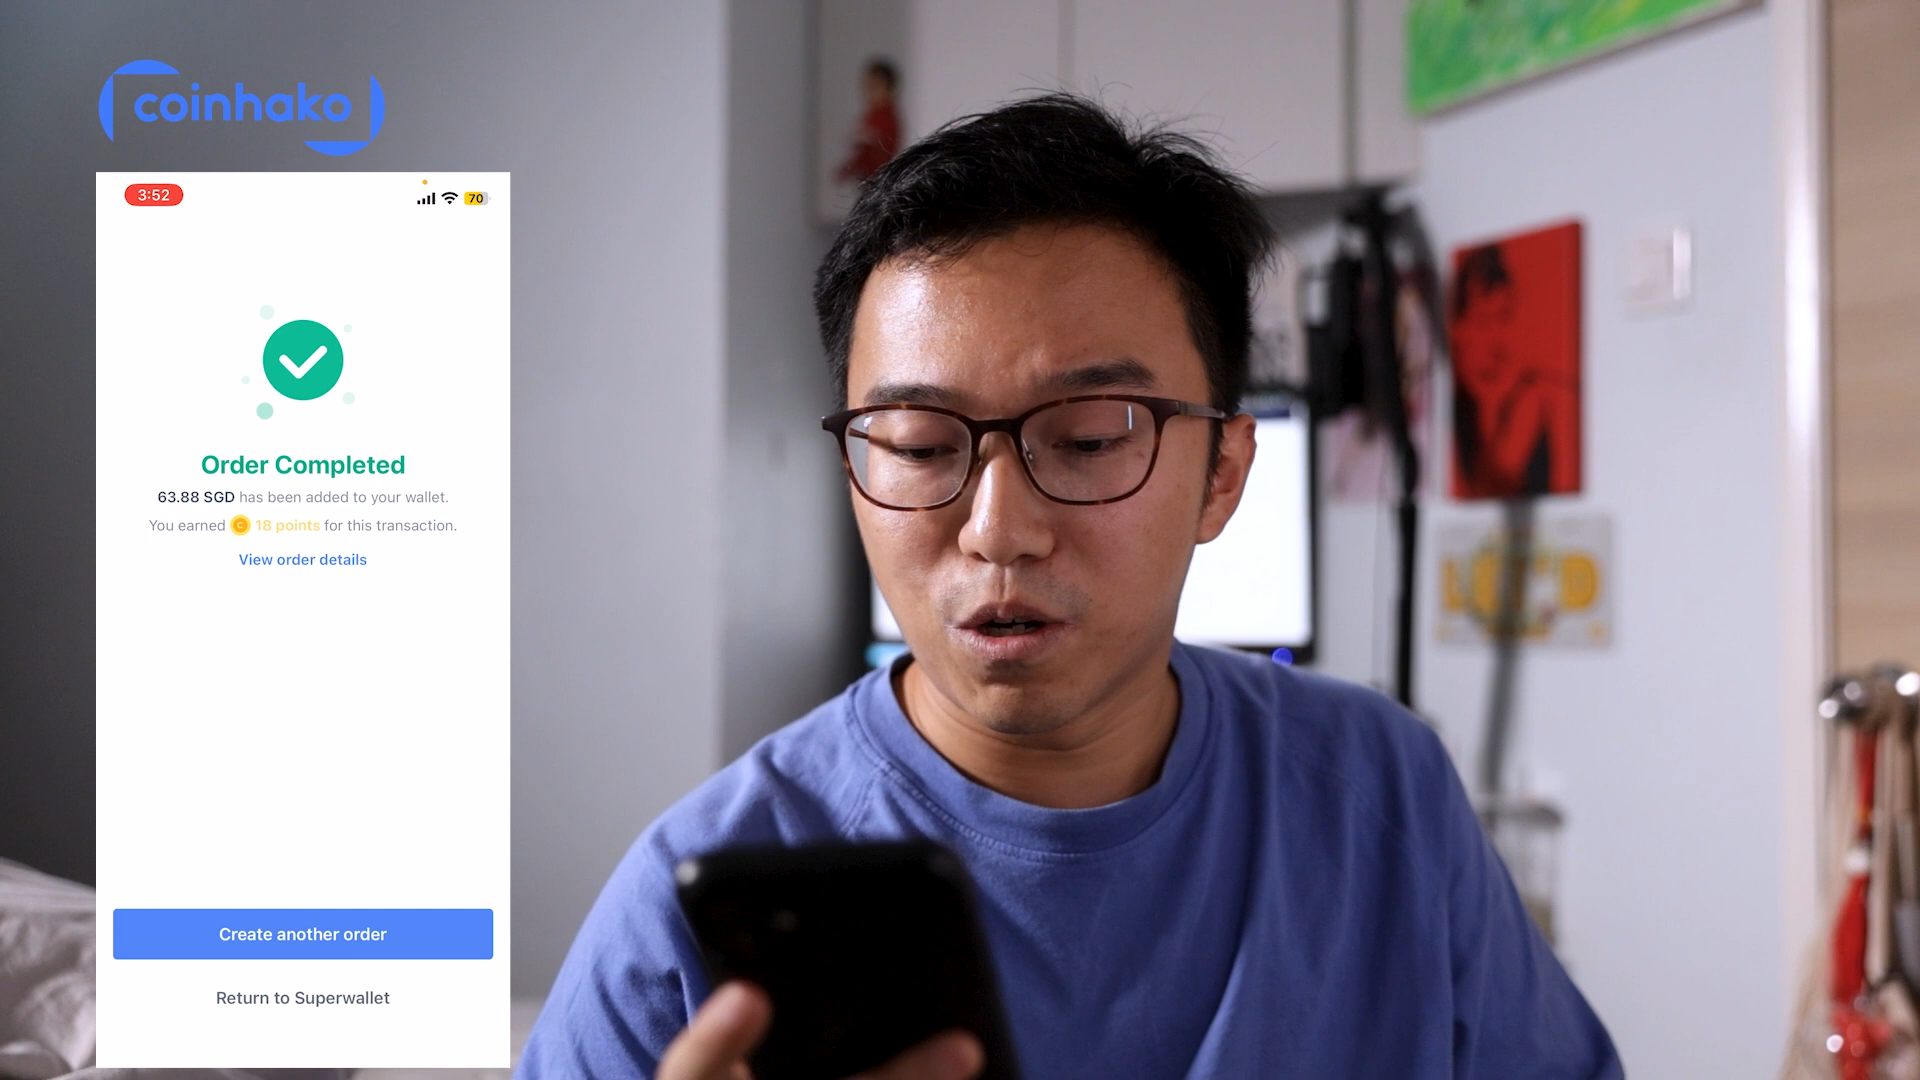 coinhako
3:52
70
Order Completed
63.88 SGD has been added to your wallet.
You earned C 18 points for this transaction.
View order details
Create another order
Return to Superwallet